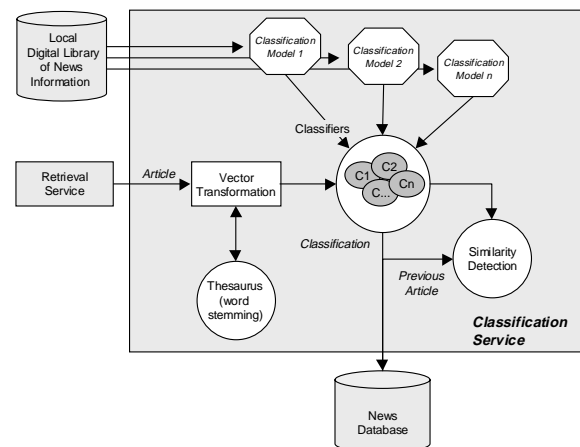 Local
Digital Library
of News
Information
Classification
Model 1
Classification
Model 2
Classification
Model n
Classifiers
Retrieval
Service
Article
Vector
Transformation
C1
C2
C...
Cn
Classification
Thesaurus
(word
stemming)
Previous
Article
Similarity
Detection
Classification
Service
News
Database